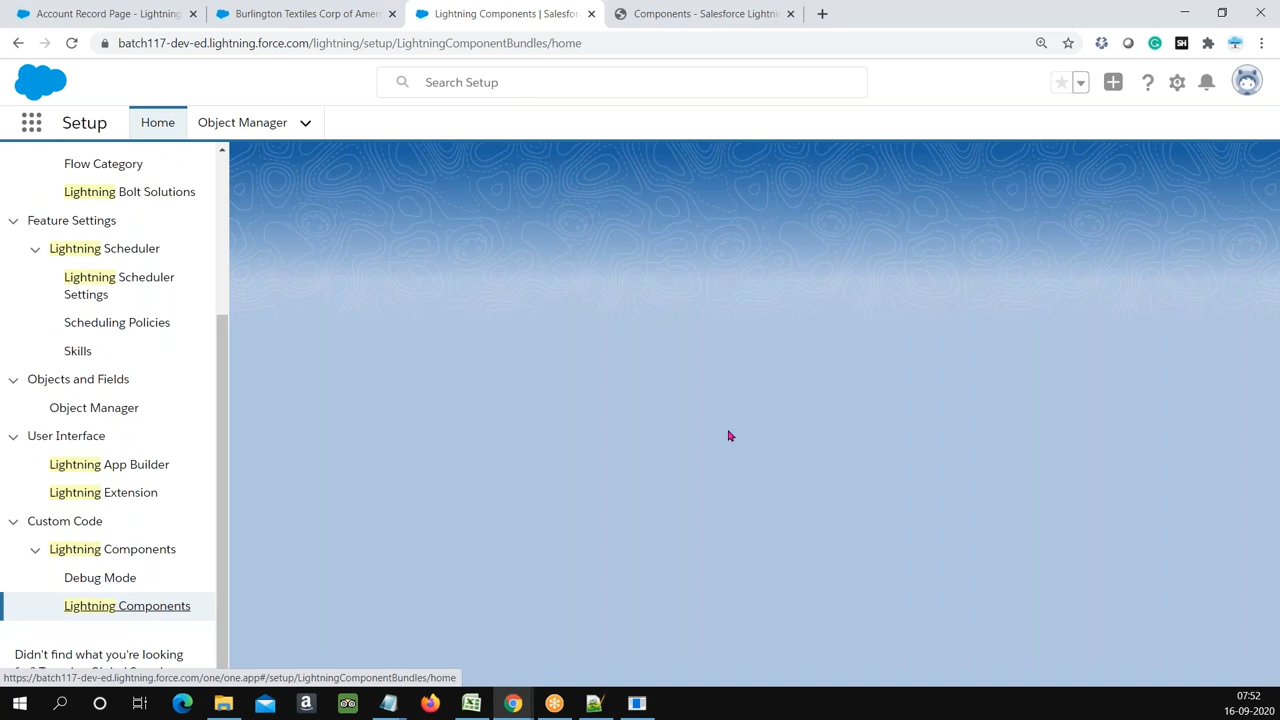 Account Record Page - Lightning
Burlington Textiles Corp of Amer
Lightning Components | Salesfor
Components - Salesforce Lightni
batch117-dev-ed.lightning.force.com/lightning/setup/LightningComponentBundles/home
SH
Search Setup
Setup
Home
Object Manager
Flow Category
Lightning Bolt Solutions
Feature Settings
Lightning Scheduler
Lightning Scheduler
Settings
Scheduling Policies
Skills
Objects and Fields
Object Manager
User Interface
Lightning App Builder
Lightning Extension
Custom Code
Lightning Components
Debug Mode
Lightning Components
Didn't find what you're looking
https://batch117-dev-ed.lightning.force.com/one/one.app#/setup/LightningComponentBundles/home
07:52
16-09-2020